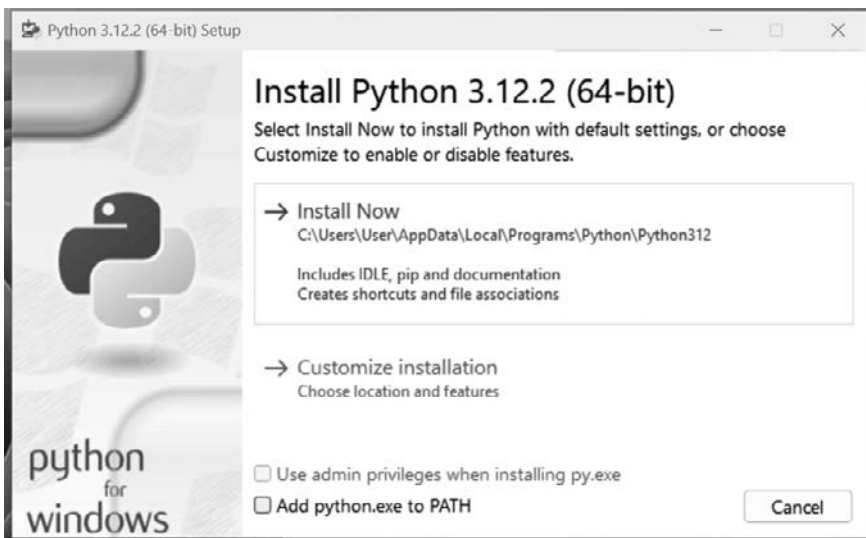 Python 3.12.2 (64-bit) Setup
Install Python 3.12.2 (64-bit)
Select Install Now to install Python with default settings, or choose
Customize to enable or disable features.
Install Now
C:\Users\User\AppData\Local\Programs\Python\Python312
Includes IDLE, pip and documentation
Creates shortcuts and file associations
Customize installation
Choose location and features
Use admin privileges when installing py.exe
Add python.exe to PATH
Cancel
python
for
windows